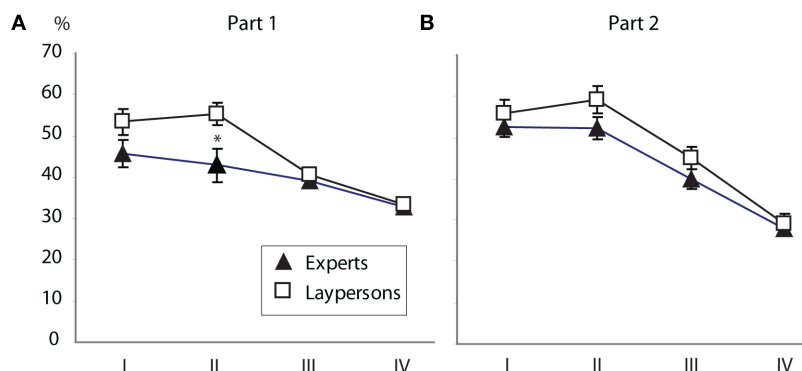 A % Part 1 B Part 2
70
60
50
*
40
30
20
Experts
10
Laypersons
0
I II III IV I II III IV